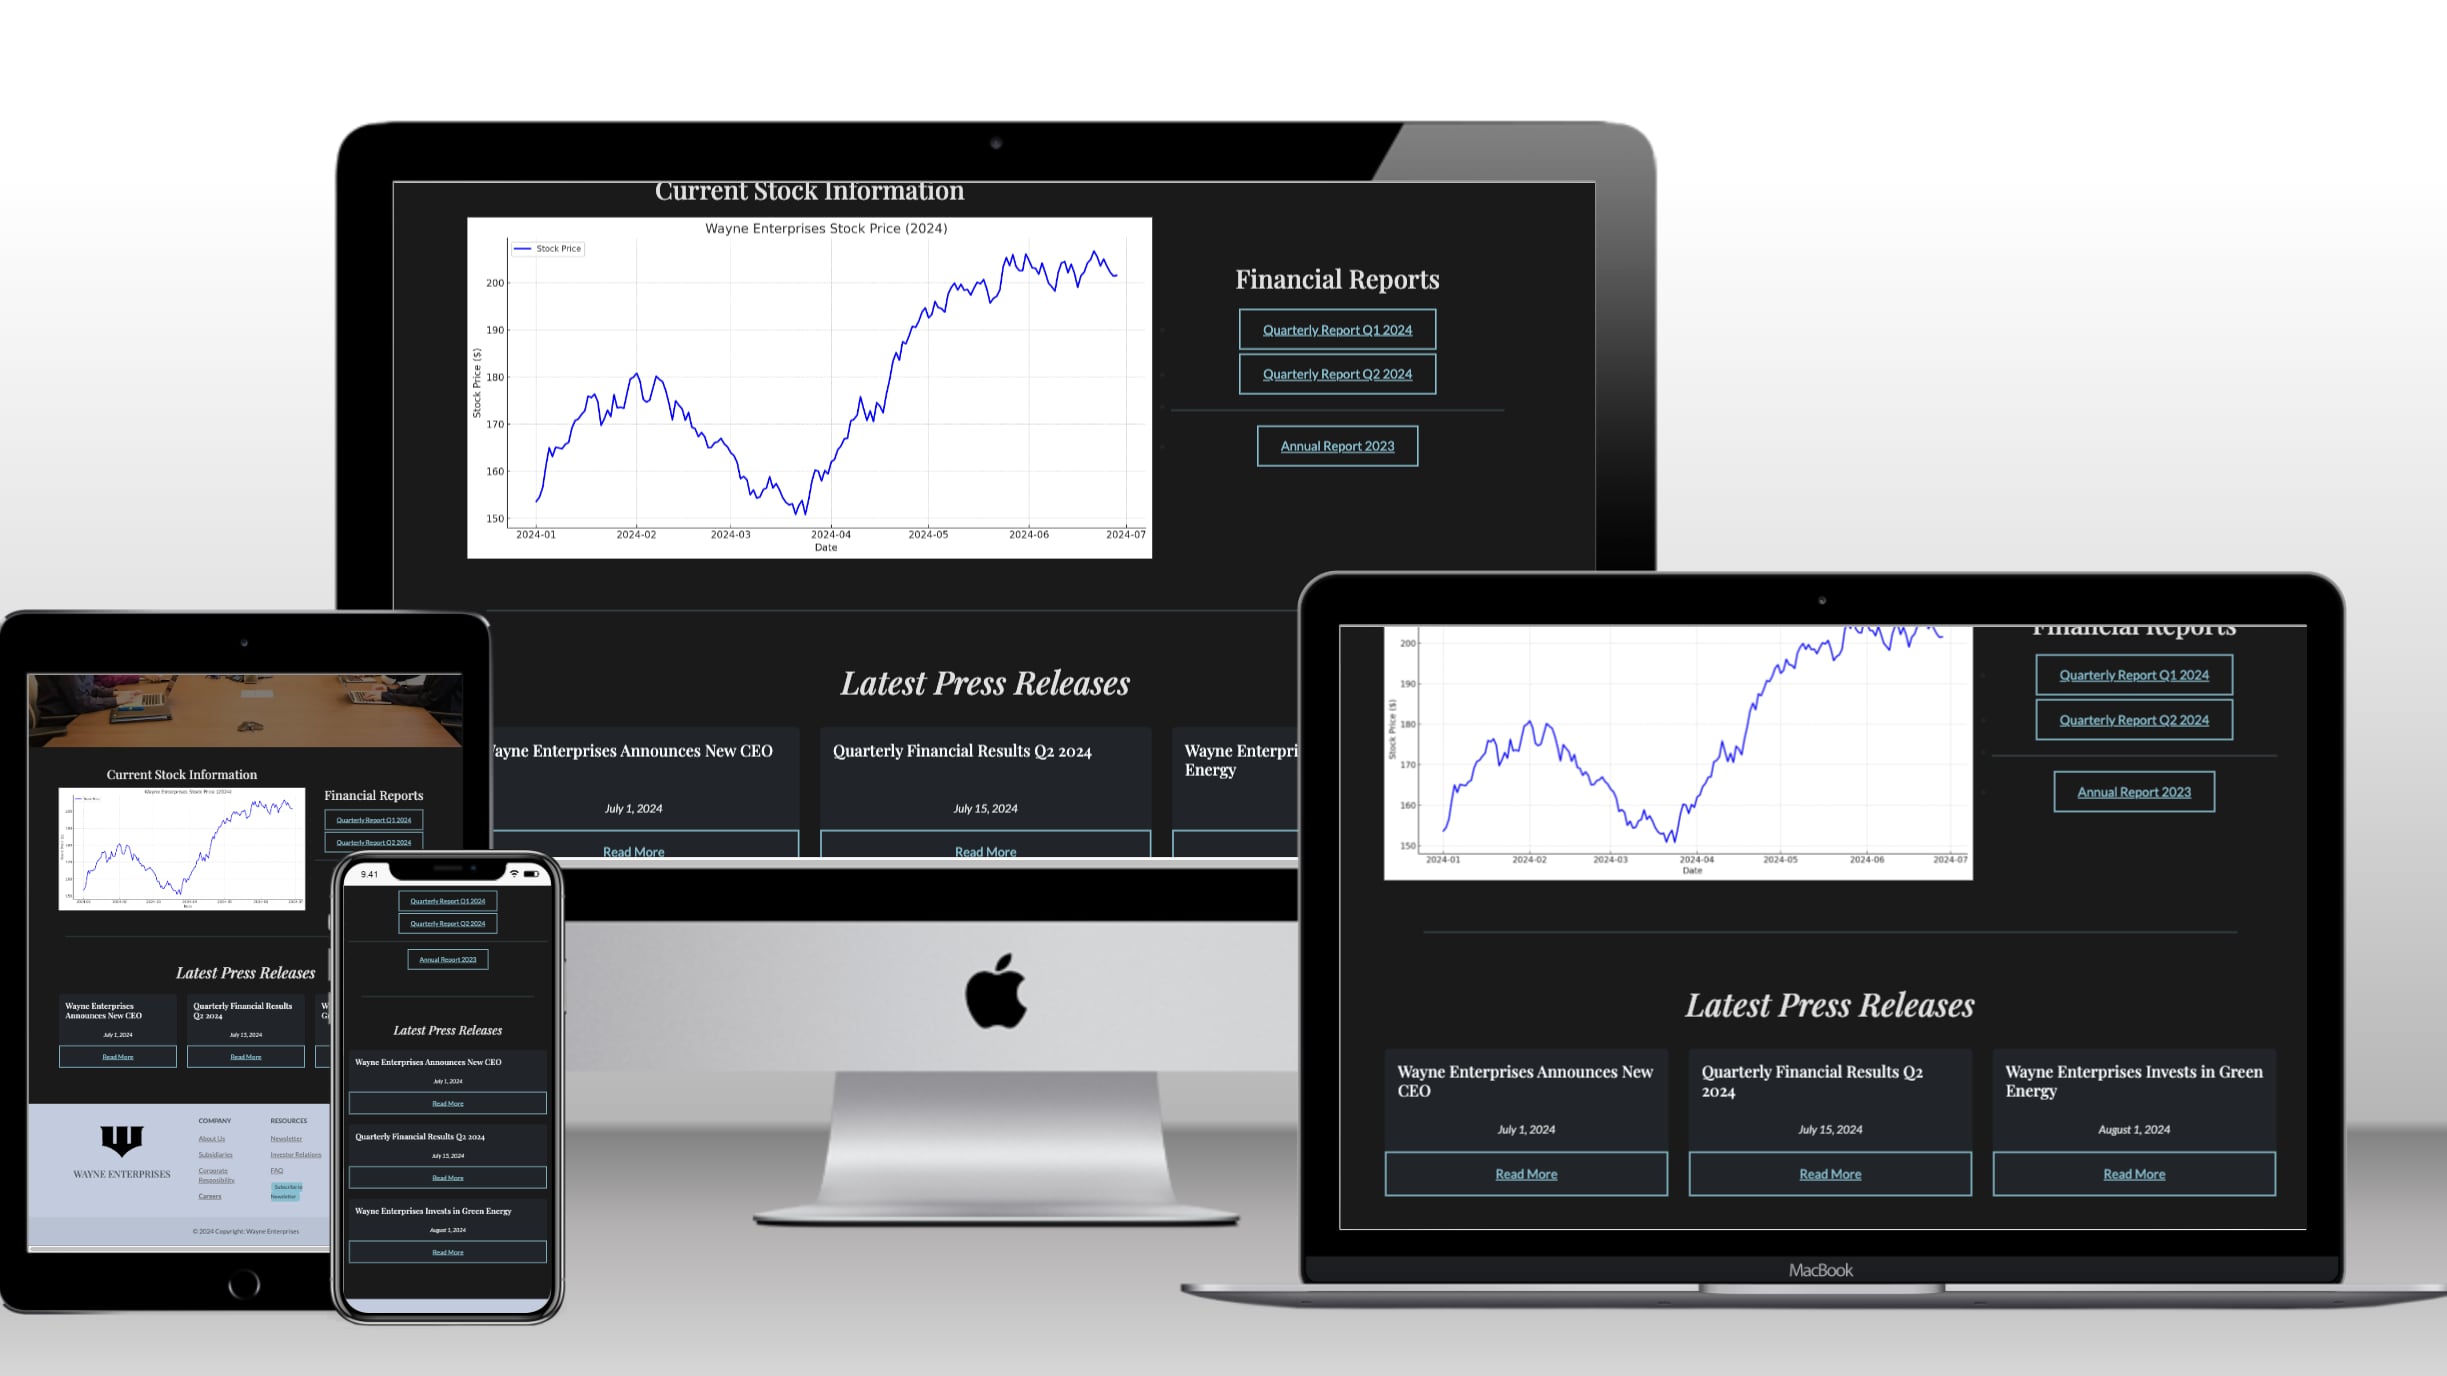 Current Stock Information
Wayne Enterprises Stock Price (2024)
Stock Price
Stock Price ($)
200
190
180
170
160
150
2024-01 2024-02 2024-03 2024-04 2024-05 2024-06 2024-07
Date
Financial Reports
Quarterly Report Q1 2024
Quarterly Report Q2 2024
Annual Report 2023
Latest Press Releases
Wayne Enterprises Announces New CEO
July 1, 2024
Read More
Quarterly Financial Results Q2 2024
July 15, 2024
Read More
Wayne Enterpri
Energy
Current Stock Information
Wayne Enterprises Stock Price (2024)
Financial Reports
Quarterly Report Q1 2024
Quarterly Report Q2 2024
Latest Press Releases
Wayne Enterprises
Announces New CEO
July 1, 2024
Read More
Quarterly Financial Results
Q2 2024
July 15, 2024
Read More
W
G
WAYNE ENTERPRISES
COMPANY
About Us
Subsidiaries
Corporate
Resposibility
Careers
RESOURCES
Newsletter
Investor Relations
FAQ
Subscribe to
Newsletter
© 2024 Copyright: Wayne Enterprises
9.41
Quarterly Report Q1 2024
Quarterly Report Q2 2024
Annual Report 2023
Latest Press Releases
Wayne Enterprises Announces New CEO
July 1, 2024
Read More
Quarterly Financial Results Q2 2024
July 15, 2024
Read More
Wayne Enterprises Invests in Green Energy
August 1, 2024
Read More
Stock Price ($)
200
190
180
170
160
150
2024-01 2024-02 2024-03 2024-04 2024-05 2024-06 2024-07
Date
Financial Reports
Quarterly Report Q1 2024
Quarterly Report Q2 2024
Annual Report 2023
Latest Press Releases
Wayne Enterprises Announces New
CEO
July 1, 2024
Read More
Quarterly Financial Results Q2
2024
July 15, 2024
Read More
Wayne Enterprises Invests in Green
Energy
August 1, 2024
Read More
MacBook